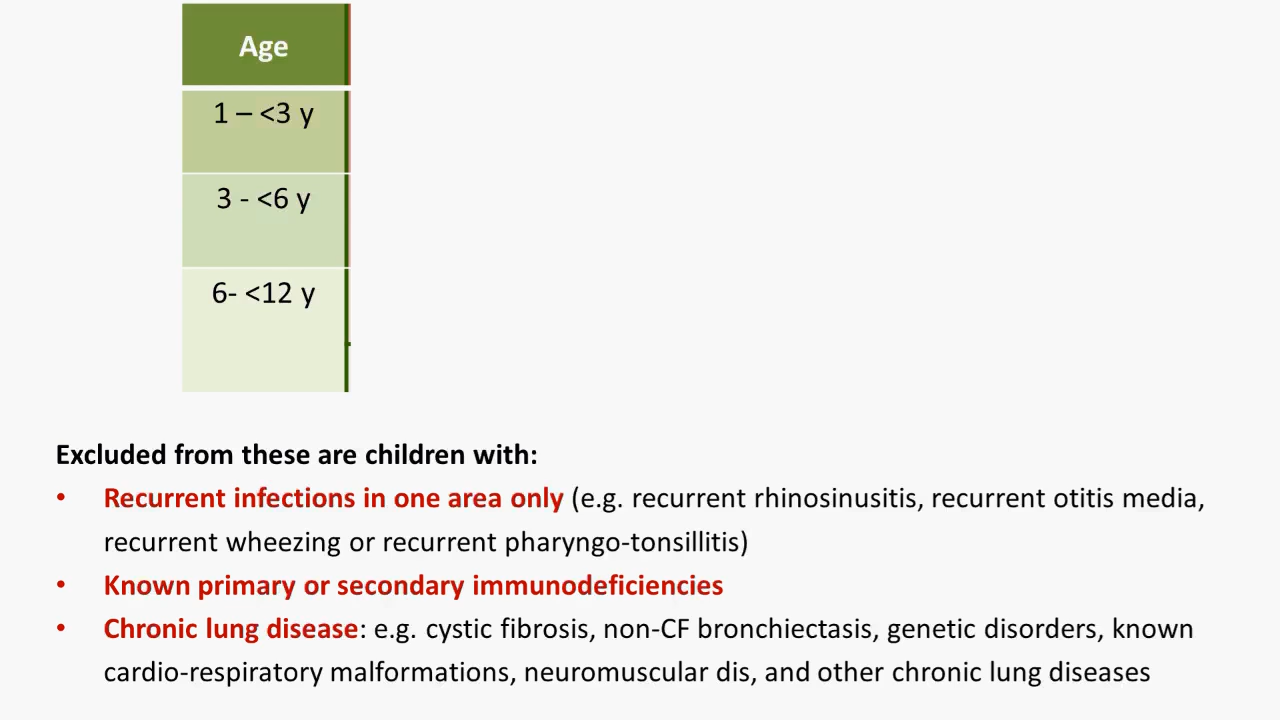 Age
1 – <3 y
3 - <6 y
6- <12 y
Excluded from these are children with:
• Recurrent infections in one area only (e.g. recurrent rhinosinusitis, recurrent otitis media,
recurrent wheezing or recurrent pharyngo-tonsillitis)
• Known primary or secondary immunodeficiencies
• Chronic lung disease: e.g. cystic fibrosis, non-CF bronchiectasis, genetic disorders, known
cardio-respiratory malformations, neuromuscular dis, and other chronic lung diseases